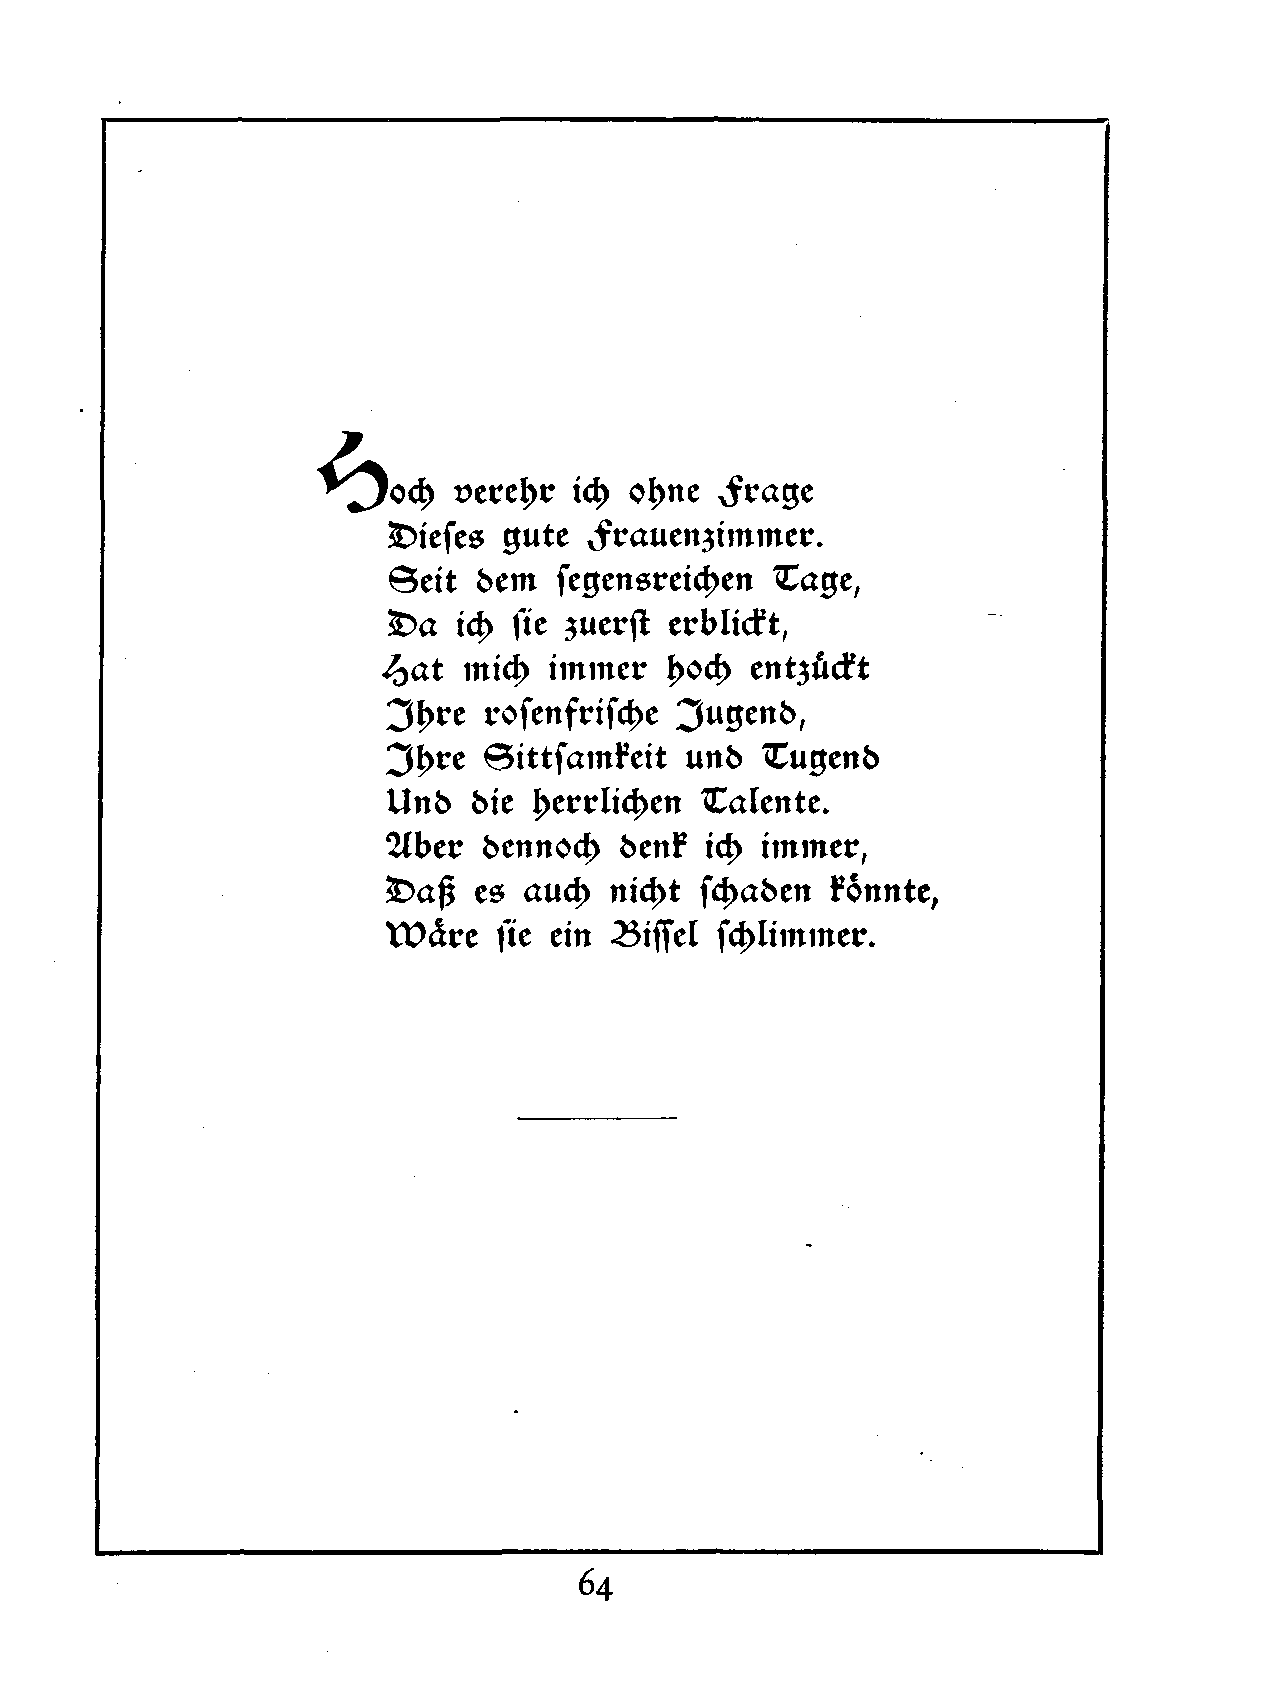 Hoch verehr ich ohne Frage
Dieſes gute Frauenzimmer.
Seit dem ſegensreichen Tage,
Da ich ſie zuerſt erblickt,
Hat mich immer hoch entzückt
Ihre roſenfriſche Jugend,
Ihre Sittſamkeit und Tugend
Und die herrlichen Talente.
Aber dennoch denk ich immer,
Daß es auch nicht ſchaden könnte,
Wäre ſie ein Biſſel ſchlimmer.
64